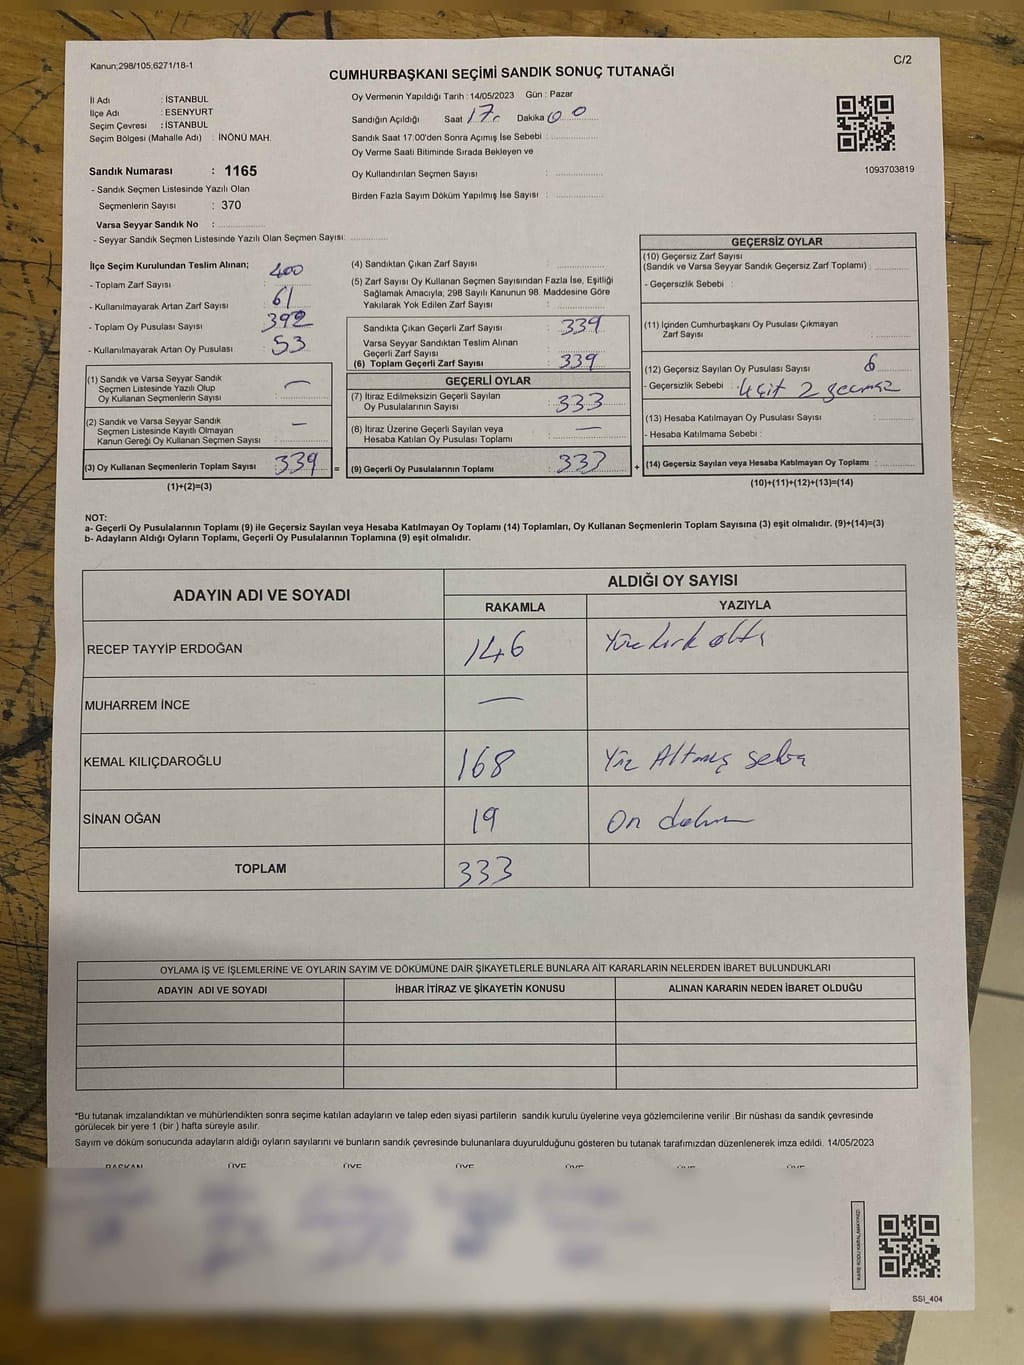 Kanun;298/105,6271/18-1
C/2
CUMHURBAŞKANI SEÇİMİ SANDIK SONUÇ TUTANAĞI
İl Adı : İSTANBUL
İlçe Adı : ESENYURT
Seçim Çevresi : İSTANBUL
Seçim Bölgesi (Mahalle Adı) : İNÖNÜ MAH.
Sandık Numarası : 1165
- Sandık Seçmen Listesinde Yazılı Olan
Seçmenlerin Sayısı : 370
Varsa Seyyar Sandık No :
- Seyyar Sandık Seçmen Listesinde Yazılı Olan Seçmen Sayısı:
Oy Vermenin Yapıldığı Tarih : 14/05/2023 Gün : Pazar
Sandığın Açıldığı Saat 17 Dakika 00
Sandık Saat 17:00'den Sonra Açımış İse Sebebi :
Oy Verme Saati Bitiminde Sırada Bekleyen ve
Oy Kullandırılan Seçmen Sayısı :
Birden Fazla Sayım Döküm Yapılmış İse Sayısı :
1093703819
İlçe Seçim Kurulundan Teslim Alınan;
- Toplam Zarf Sayısı : 400
- Kullanılmayarak Artan Zarf Sayısı : 61
- Toplam Oy Pusulası Sayısı : 392
- Kullanılmayarak Artan Oy Pusulası : 53
(1) Sandık ve Varsa Seyyar Sandık
Seçmen Listesinde Yazılı Olup
Oy Kullanan Seçmenlerin Sayısı : —
(2) Sandık ve Varsa Seyyar Sandık
Seçmen Listesinde Kayıtlı Olmayan
Kanun Gereği Oy Kullanan Seçmen Sayısı : —
(3) Oy Kullanan Seçmenlerin Toplam Sayısı : 339 =
(1)+(2)=(3)
(4) Sandıktan Çıkan Zarf Sayısı :
(5) Zarf Sayısı Oy Kullanan Seçmen Sayısından Fazla İse, Eşitliği
Sağlamak Amacıyla; 298 Sayılı Kanunun 98. Maddesine Göre
Yakılarak Yok Edilen Zarf Sayısı :
Sandıkta Çıkan Geçerli Zarf Sayısı : 339
Varsa Seyyar Sandıktan Teslim Alınan
Geçerli Zarf Sayısı :
(6) Toplam Geçerli Zarf Sayısı : 339
GEÇERLİ OYLAR
(7) İtiraz Edilmeksizin Geçerli Sayılan
Oy Pusulalarının Sayısı : 333
(8) İtiraz Üzerine Geçerli Sayılan veya
Hesaba Katılan Oy Pusulası Toplamı : —
(9) Geçerli Oy Pusulalarının Toplamı : 333 +
GEÇERSİZ OYLAR
(10) Geçersiz Zarf Sayısı
(Sandık ve Varsa Seyyar Sandık Geçersiz Zarf Toplamı) :
- Geçersizlik Sebebi :
(11) İçinden Cumhurbaşkanı Oy Pusulası Çıkmayan
Zarf Sayısı :
(12) Geçersiz Sayılan Oy Pusulası Sayısı : 6
- Geçersizlik Sebebi : 2 geçersiz
(13) Hesaba Katılmayan Oy Pusulası Sayısı :
- Hesaba Katılmama Sebebi :
(14) Geçersiz Sayılan veya Hesaba Katılmayan Oy Toplamı :
(10)+(11)+(12)+(13)=(14)
NOT:
a- Geçerli Oy Pusulalarının Toplamı (9) ile Geçersiz Sayılan veya Hesaba Katılmayan Oy Toplamı (14) Toplamları, Oy Kullanan Seçmenlerin Toplam Sayısına (3) eşit olmalıdır. (9)+(14)=(3)
b- Adayların Aldığı Oyların Toplamı, Geçerli Oy Pusulalarının Toplamına (9) eşit olmalıdır.
ADAYIN ADI VE SOYADI
ALDIĞI OY SAYISI
RAKAMLA YAZIYLA
RECEP TAYYİP ERDOĞAN 146 Yüz kırk altı
MUHARREM İNCE —
KEMAL KILIÇDAROĞLU 168 Yüz Altmış sekiz
SİNAN OĞAN 19 On dokuz
TOPLAM 333
OYLAMA İŞ VE İŞLEMLERİNE VE OYLARIN SAYIM VE DÖKÜMÜNE DAİR ŞİKAYETLERLE BUNLARA AİT KARARLARIN NELERDEN İBARET BULUNDUKLARI
ADAYIN ADI VE SOYADI İHBAR İTİRAZ VE ŞİKAYETİN KONUSU ALINAN KARARIN NEDEN İBARET OLDUĞU
*Bu tutanak imzalandıktan ve mühürlendikten sonra seçime katılan adayların ve talep eden siyasi partilerin sandık kurulu üyelerine veya gözlemcilerine verilir .Bir nüshası da sandık çevresinde
görülecek bir yere 1 (bir ) hafta süreyle asılır.
Sayım ve döküm sonucunda adayların aldığı oyların sayılarını ve bunların sandık çevresinde bulunanlara duyurulduğunu gösteren bu tutanak tarafımızdan düzenlenerek imza edildi. 14/05/2023
BAŞKAN ÜYE ÜYE ÜYE ÜYE ÜYE ÜYE
KARE KODU KARALAMAYINIZ!
SSI_404